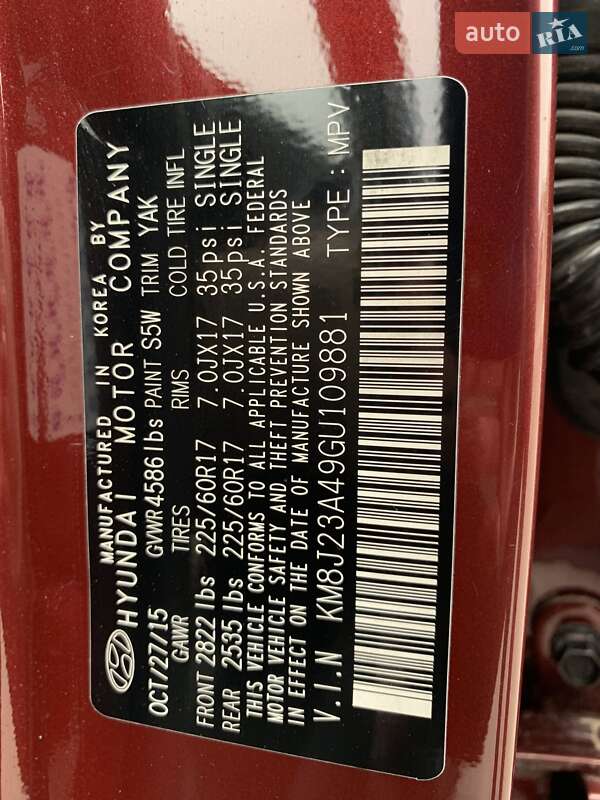 auto RIA .com
MANUFACTURED IN KOREA BY
HYUNDAI MOTOR COMPANY
OCT/27/15 GVWR 4586 lbs PAINT S5W TRIM YAK
GAWR TIRES RIMS COLD TIRE INFL
FRONT 2822 lbs 225/60R17 7.0JX17 35psi SINGLE
REAR 2535 lbs 225/60R17 7.0JX17 35psi SINGLE
THIS VEHICLE CONFORMS TO ALL APPLICABLE U.S.A. FEDERAL
MOTOR VEHICLE SAFETY AND THEFT PREVENTION STANDARDS
IN EFFECT ON THE DATE OF MANUFACTURE SHOWN ABOVE
V.I.N KM8J23A49GU109881 TYPE : MPV